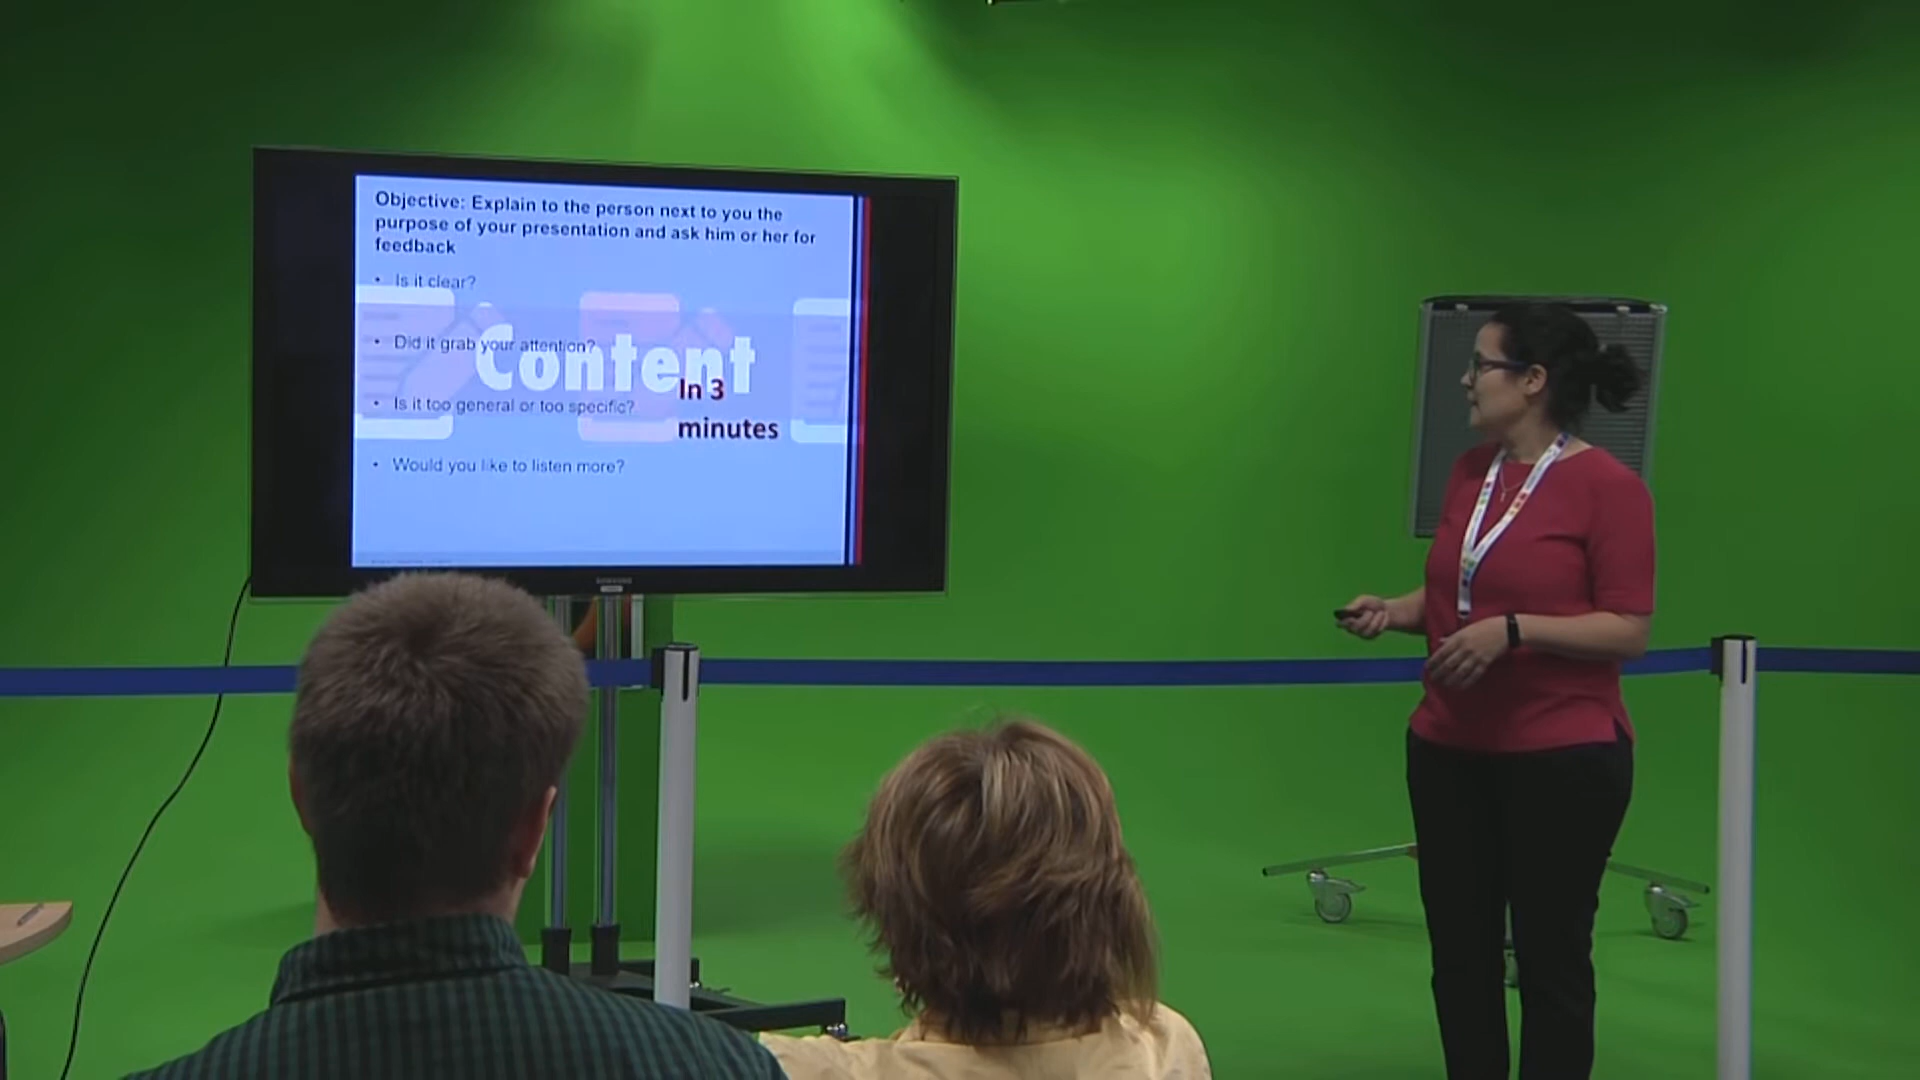 Objective: Explain to the person next to you the
purpose of your presentation and ask him or her for
feedback
• Is it clear?
• Did it grab your attention?
Content
In 3
• Is it too general or too specific?
minutes
• Would you like to listen more?
SAMSUNG